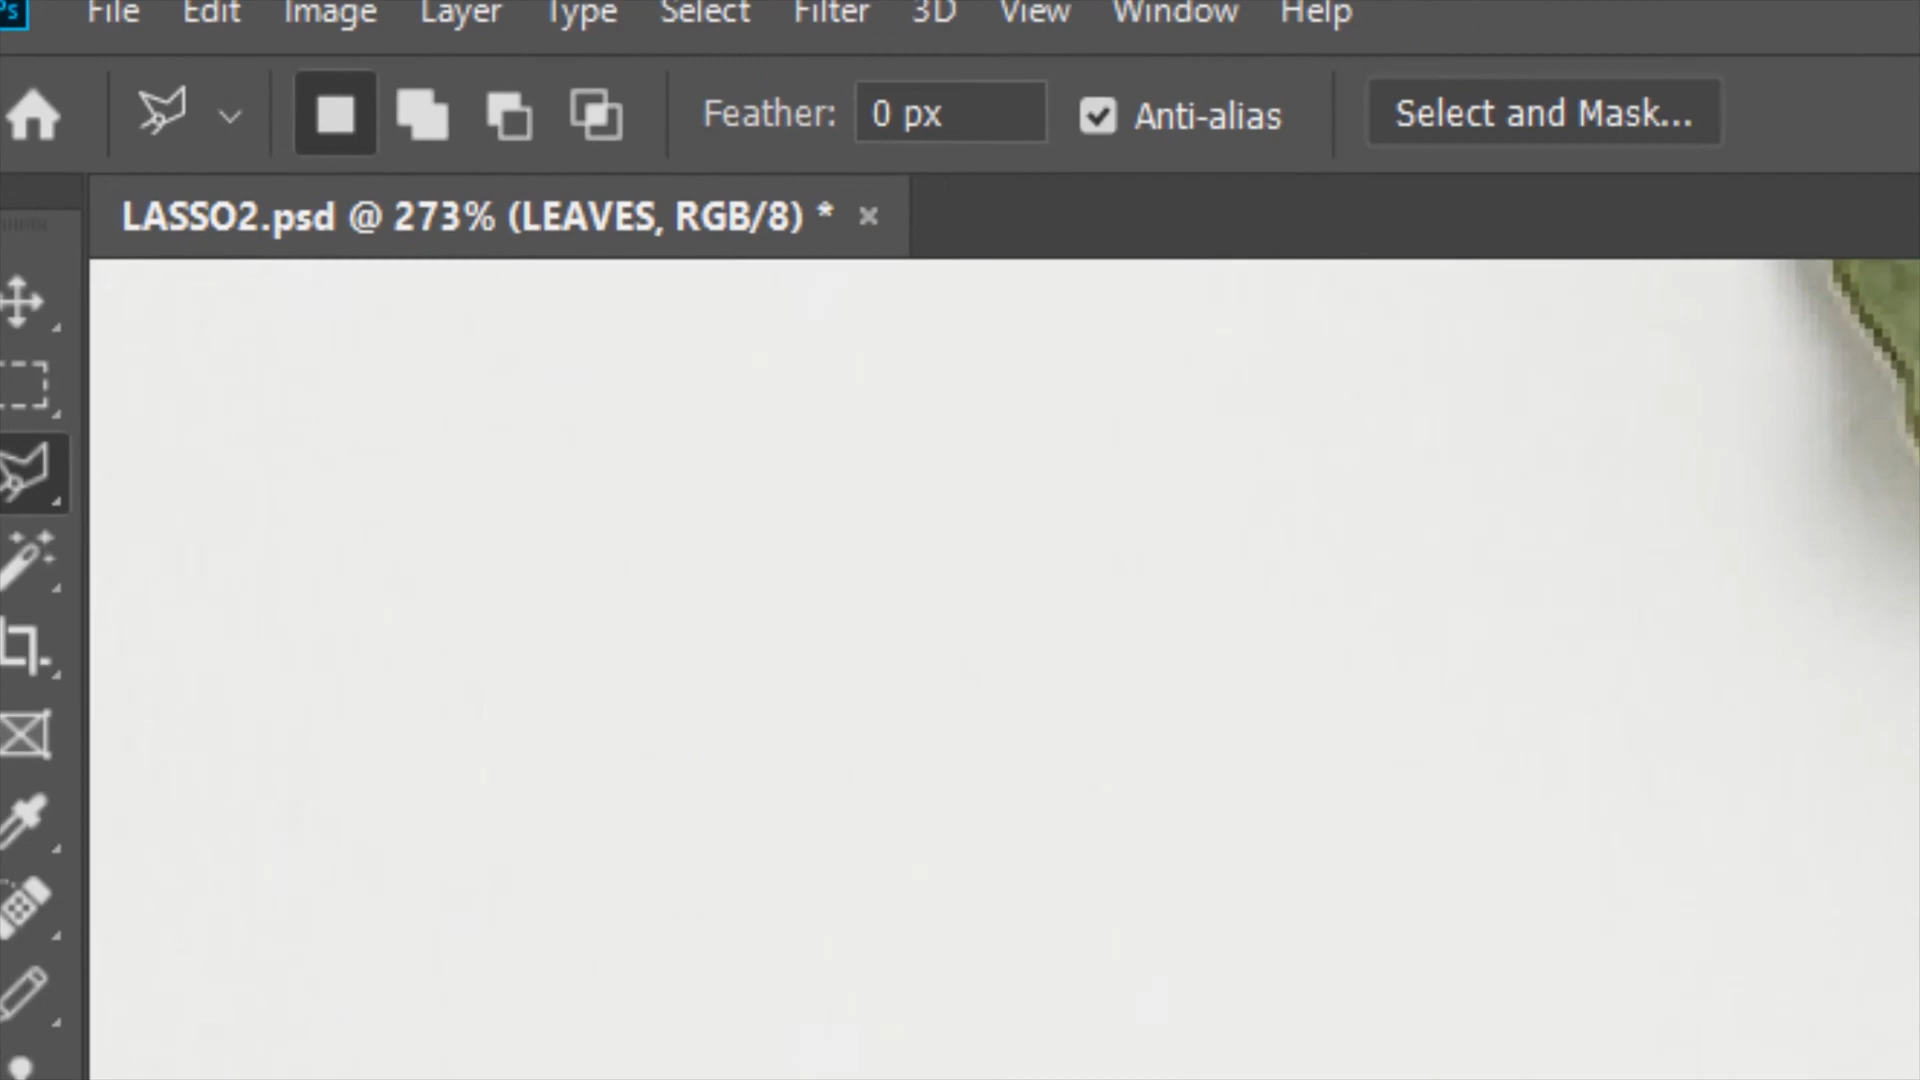 Ps File Edit Image Layer Type Select Filter 3D View Window Help
Feather: 0 px Anti-alias Select and Mask...
LASSO2.psd @ 273% (LEAVES, RGB/8) * ×